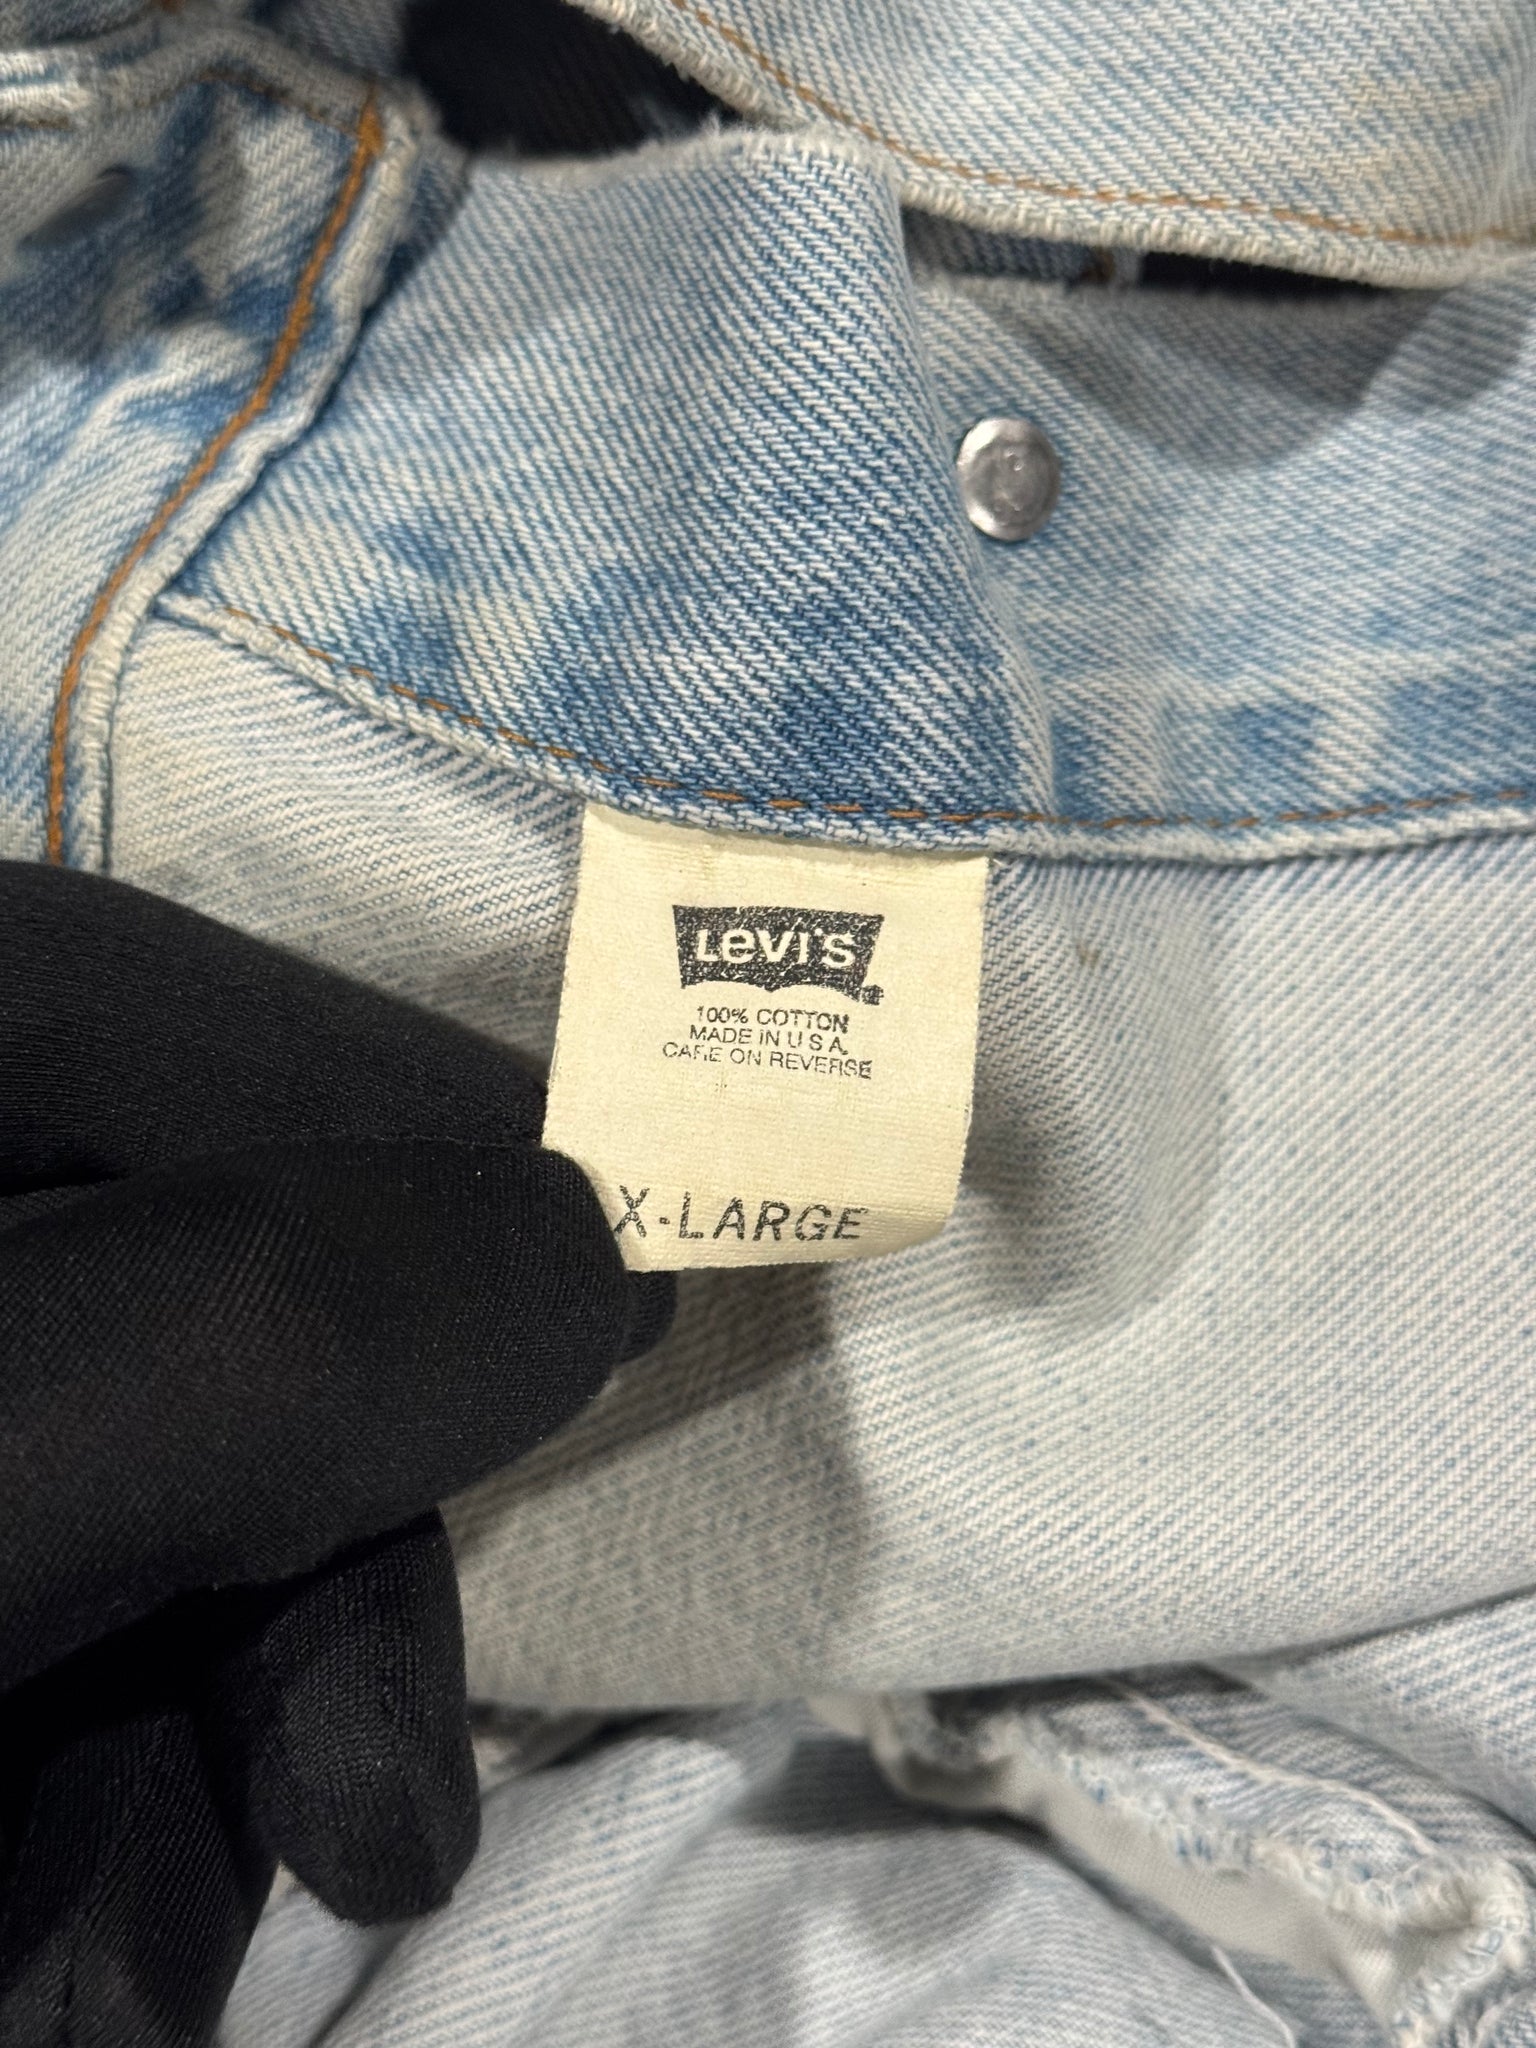 Levi's
100% COTTON
MADE IN U S A.
CARE ON REVERSE
X-LARGE